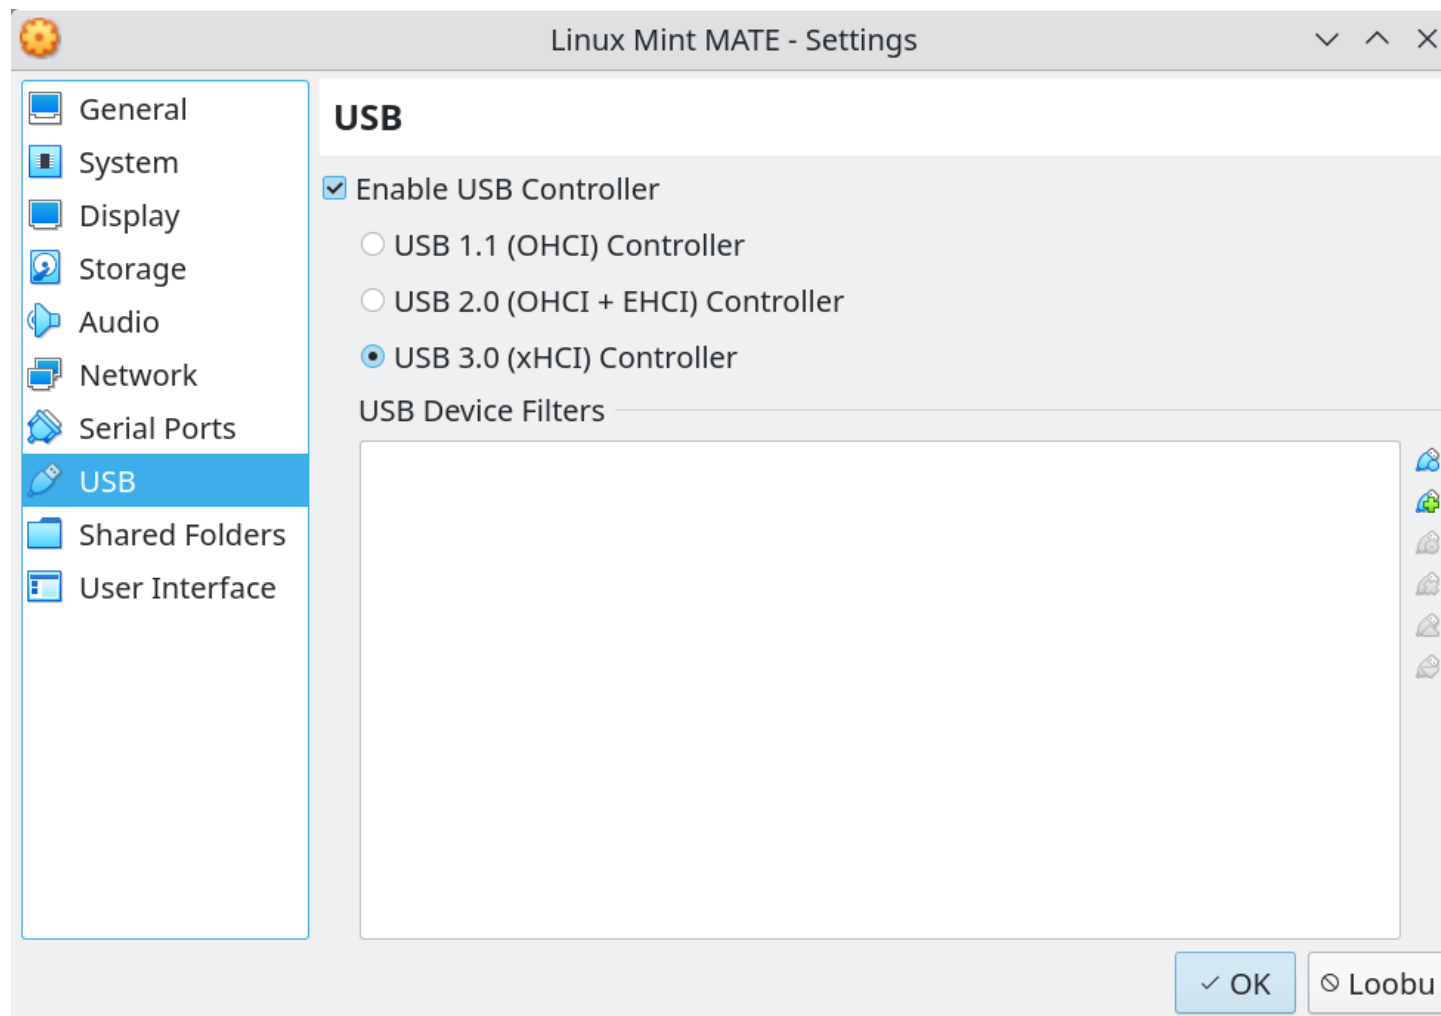 Linux Mint MATE - Settings
General
System
Display
Storage
Audio
Network
Serial Ports
USB
Shared Folders
User Interface
USB
Enable USB Controller
USB 1.1 (OHCI) Controller
USB 2.0 (OHCI + EHCI) Controller
USB 3.0 (xHCI) Controller
USB Device Filters
OK
Loobu